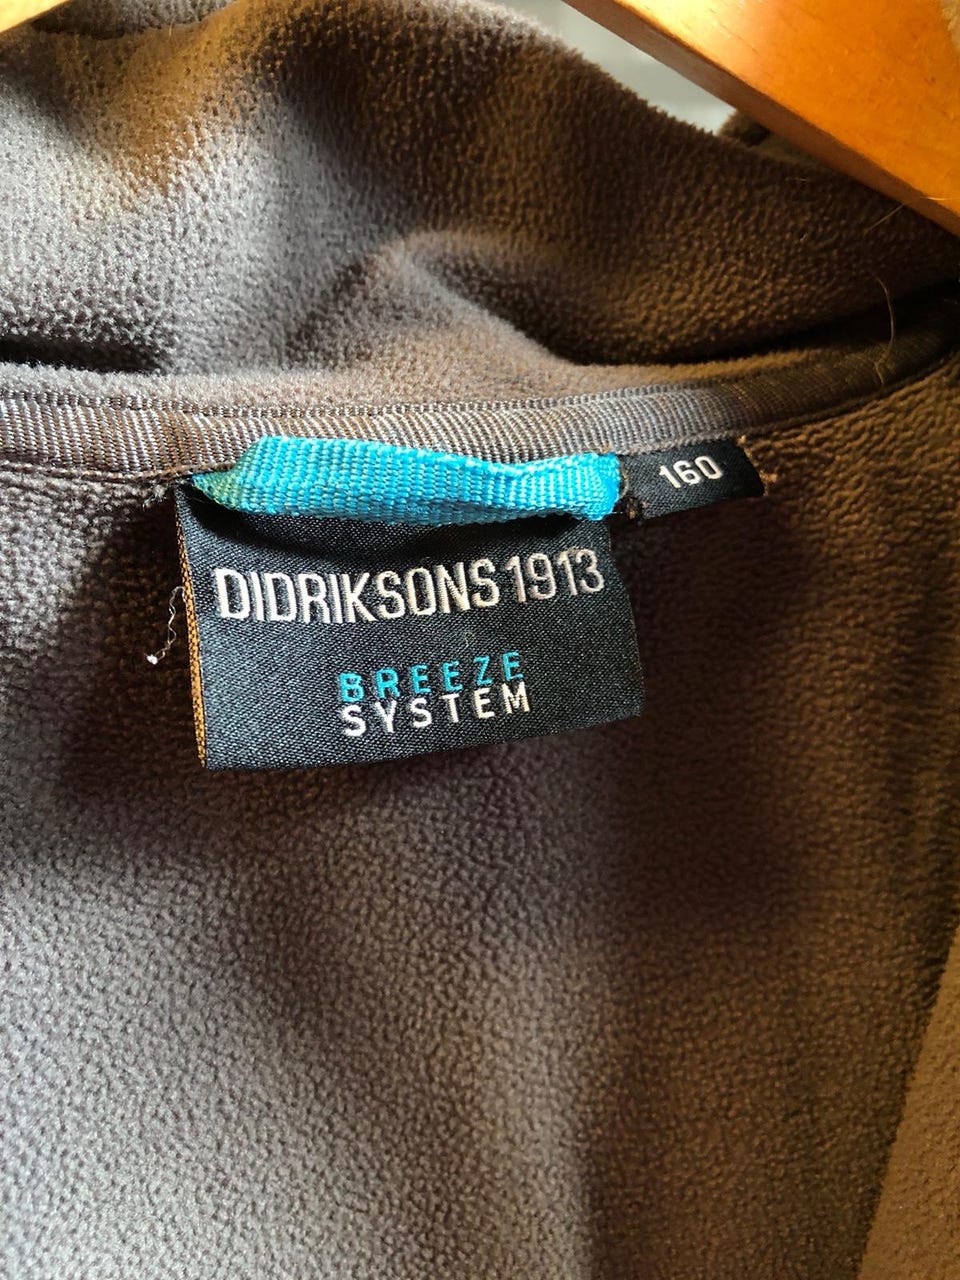 160
DIDRIKSONS 1913
BREEZE
SYSTEM